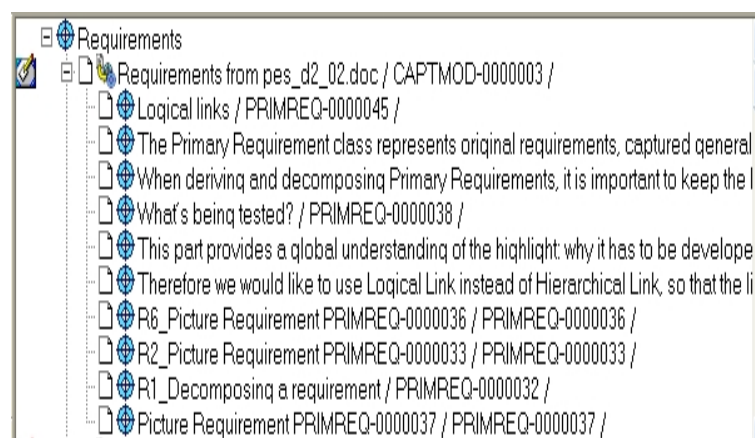 Requirements
Requirements from pes_d2_02.doc / CAPTMOD-0000003 /
Logical links / PRIMREQ-0000045 /
The Primary Requirement class represents original requirements, captured general
When deriving and decomposing Primary Requirements, it is important to keep the l
What's being tested? / PRIMREQ-0000038 /
This part provides a global understanding of the highlight: why it has to be develope
Therefore we would like to use Logical Link instead of Hierarchical Link, so that the li
R6_Picture Requirement PRIMREQ-0000036 / PRIMREQ-0000036 /
R2_Picture Requirement PRIMREQ-0000033 / PRIMREQ-0000033 /
R1_Decomposing a requirement / PRIMREQ-0000032 /
Picture Requirement PRIMREQ-0000037 / PRIMREQ-0000037 /